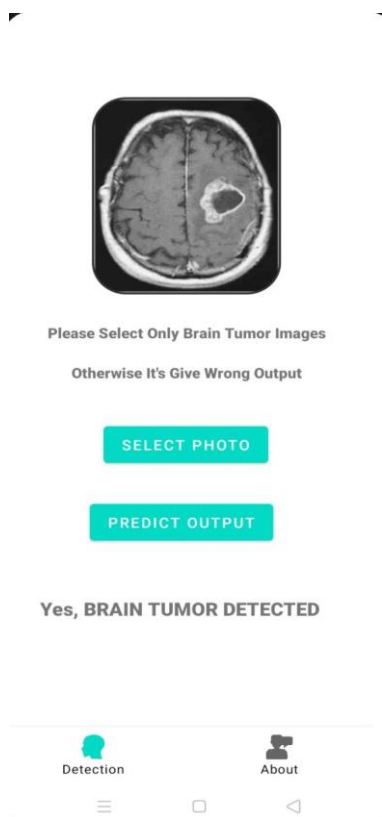 Please Select Only Brain Tumor Images
Otherwise It's Give Wrong Output
SELECT PHOTO
PREDICT OUTPUT
Yes, BRAIN TUMOR DETECTED
Detection
About